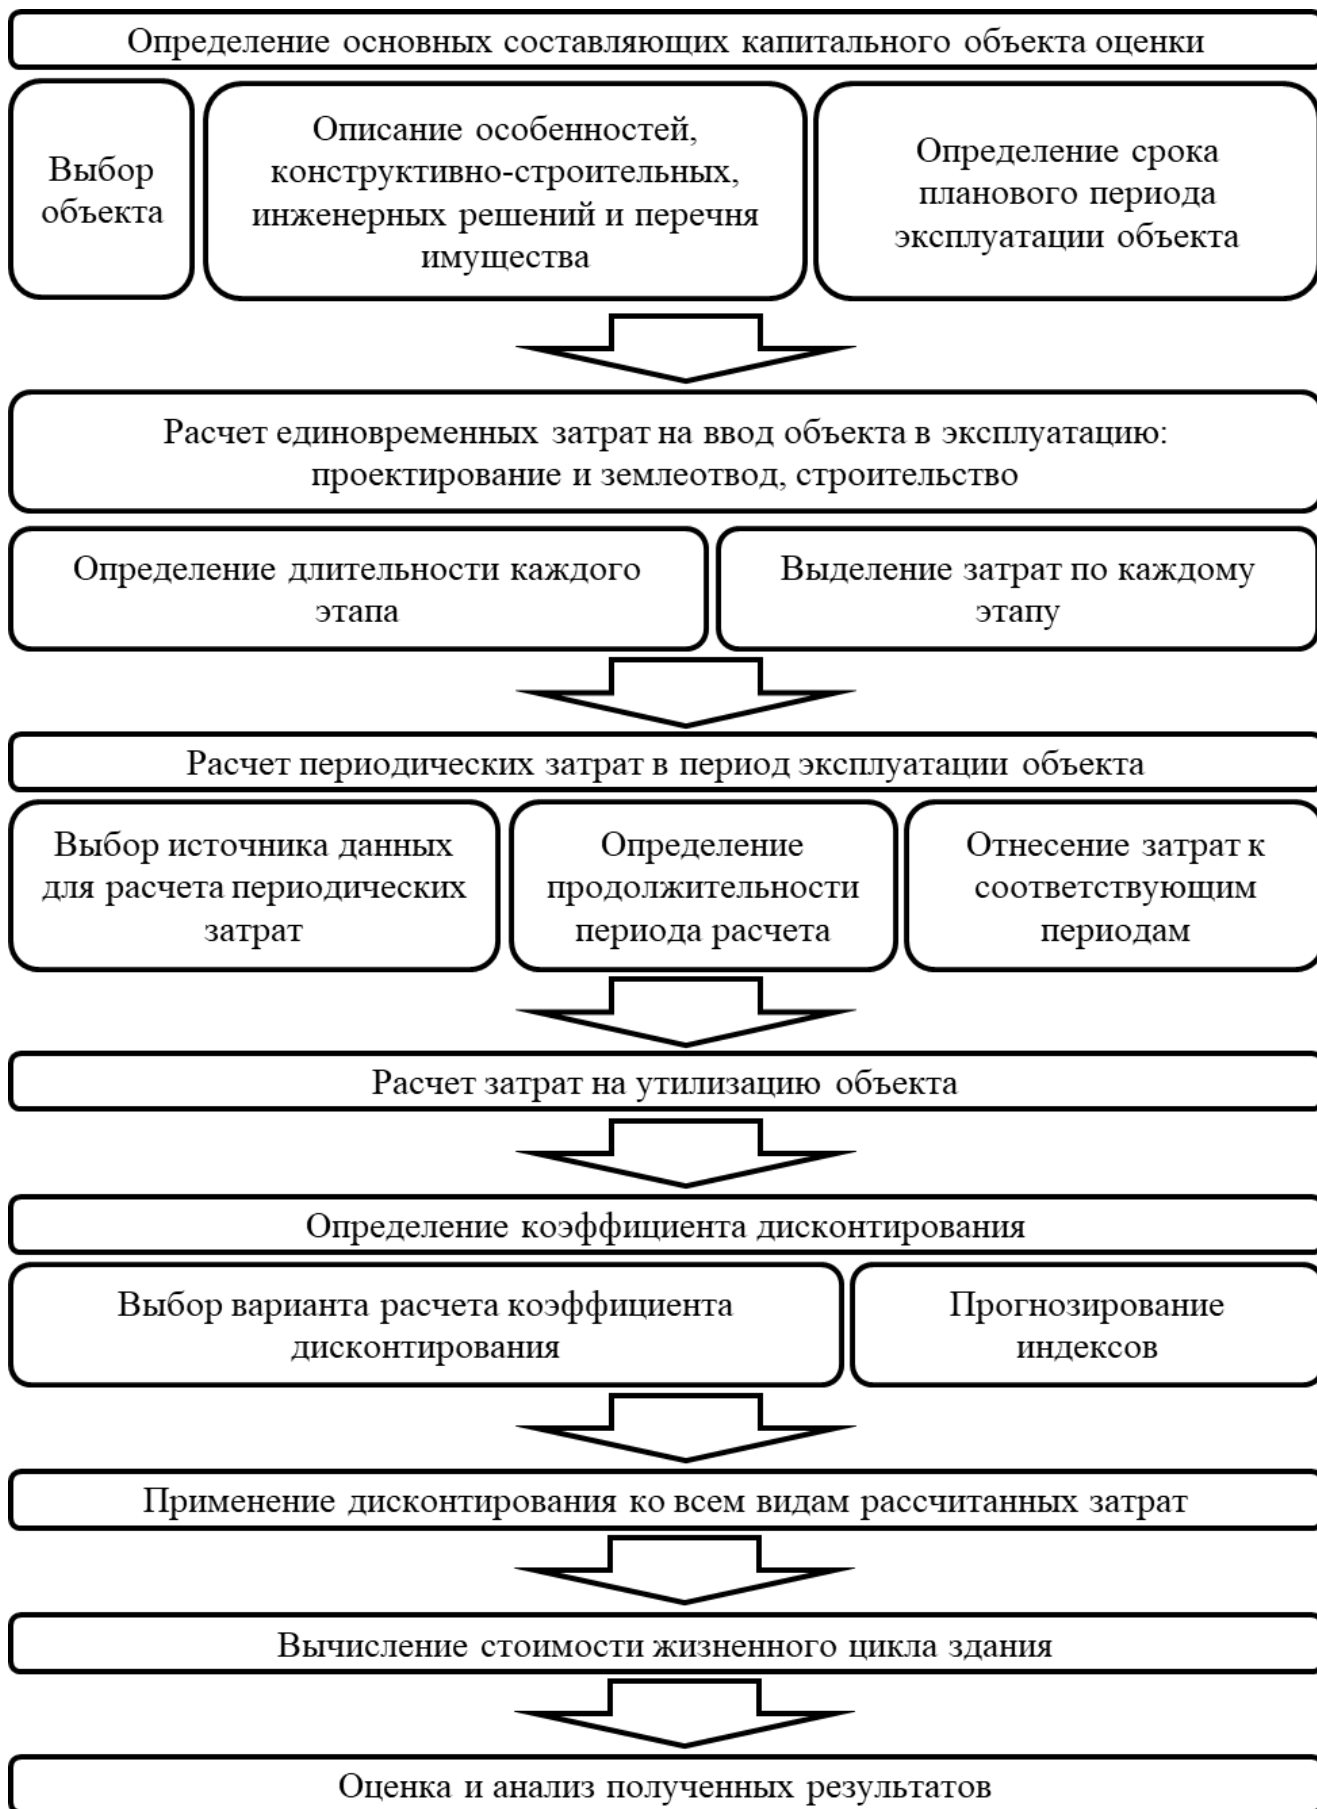 Определение основных составляющих капитального объекта оценки
Выбор
объекта
Описание особенностей,
конструктивно-строительных,
инженерных решений и перечня
имущества
Определение срока
планового периода
эксплуатации объекта
Расчет единовременных затрат на ввод объекта в эксплуатацию:
проектирование и землеотвод, строительство
Определение длительности каждого
этапа
Выделение затрат по каждому
этапу
Расчет периодических затрат в период эксплуатации объекта
Выбор источника данных
для расчета периодических
затрат
Определение
продолжительности
периода расчета
Отнесение затрат к
соответствующим
периодам
Расчет затрат на утилизацию объекта
Определение коэффициента дисконтирования
Выбор варианта расчета коэффициента
дисконтирования
Прогнозирование
индексов
Применение дисконтирования ко всем видам рассчитанных затрат
Вычисление стоимости жизненного цикла здания
Оценка и анализ полученных результатов